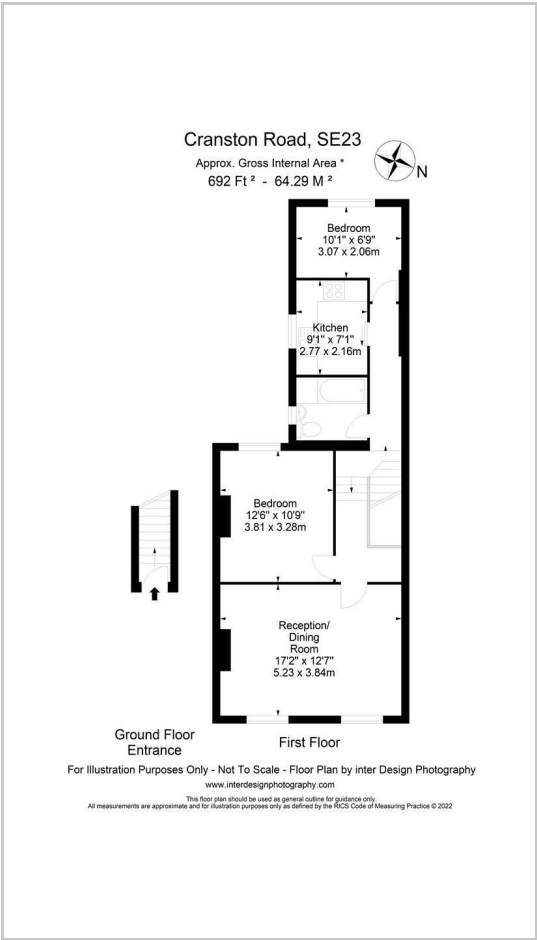 Cranston Road, SE23
Approx. Gross Internal Area *
692 Ft ² - 64.29 M ²
N
Bedroom
10'1" x 6'9"
3.07 x 2.06m
Kitchen
9'1" x 7'1"
2.77 x 2.16m
Bedroom
12'6" x 10'9"
3.81 x 3.28m
Reception/
Dining
Room
17'2" x 12'7"
5.23 x 3.84m
Ground Floor
Entrance
First Floor
For Illustration Purposes Only - Not To Scale - Floor Plan by inter Design Photography
www.interdesignphotography.com
This floor plan should be used as general outline for guidance only.
All measurements are approximate and for illustration purposes only as defined by the RICS Code of Measuring Practice © 2022